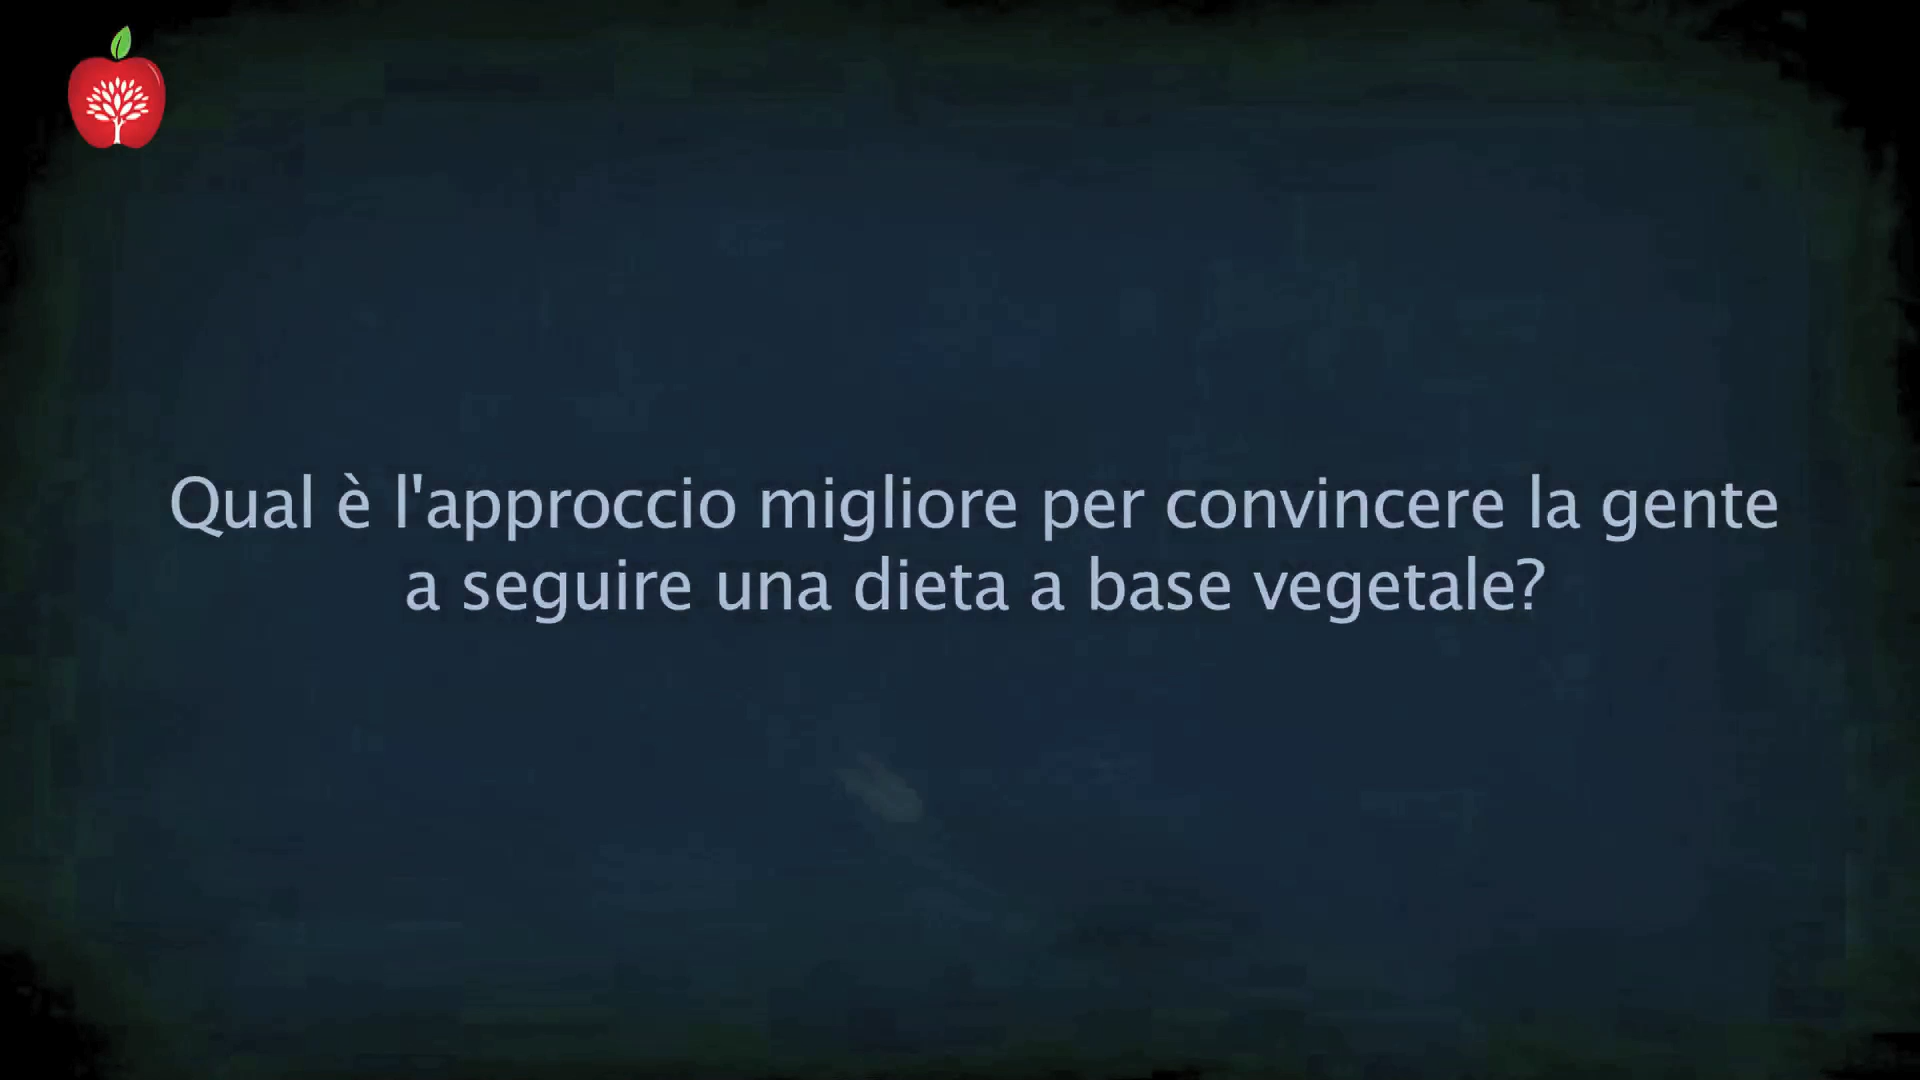 Qual è l'approccio migliore per convincere la gente
a seguire una dieta a base vegetale?